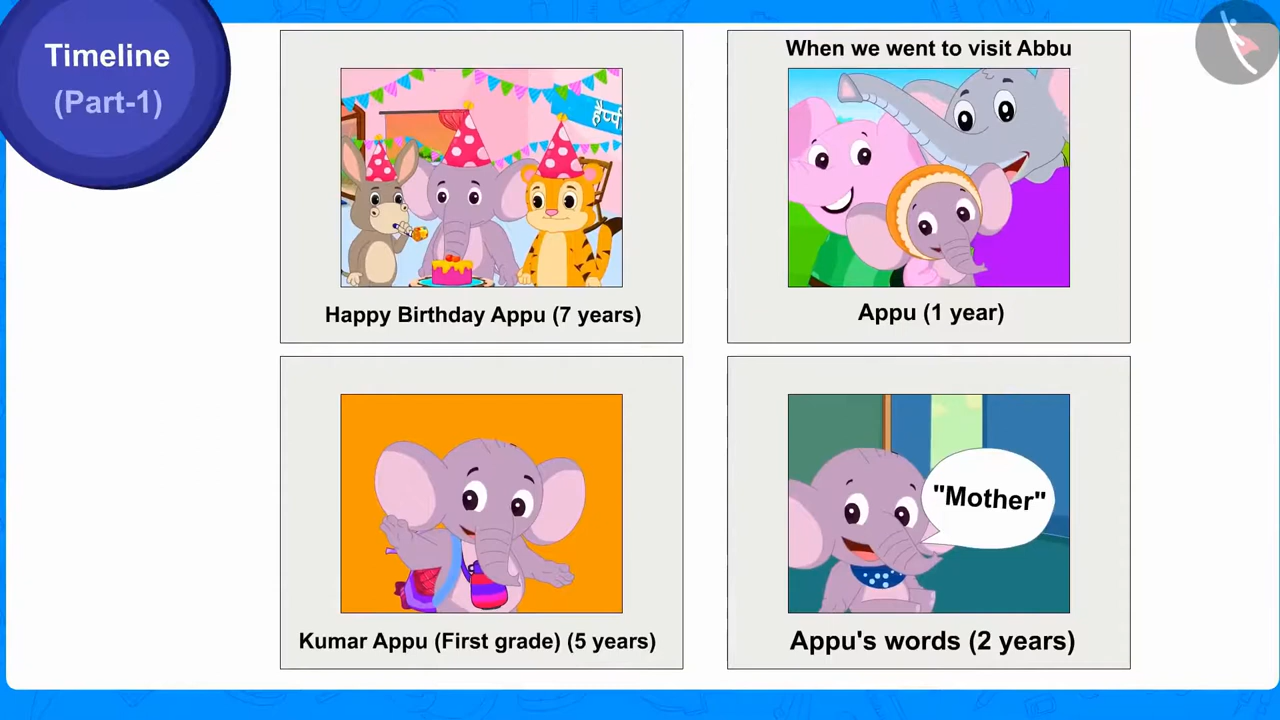 Timeline
(Part-1)
हैप्पी
Happy Birthday Appu (7 years)
When we went to visit Abbu
Appu (1 year)
Kumar Appu (First grade) (5 years)
"Mother"
Appu's words (2 years)